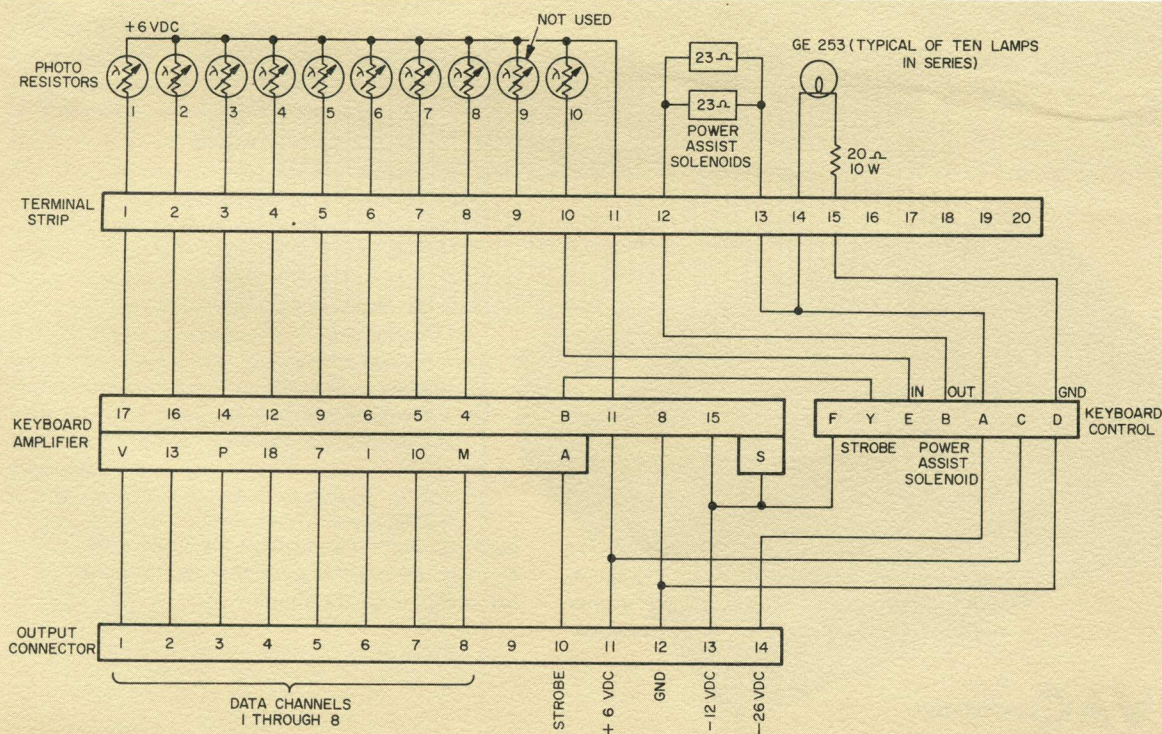 +6 VDC
NOT USED
PHOTO
RESISTORS
λ λ λ λ λ λ λ λ λ λ
1 2 3 4 5 6 7 8 9 10
23Ω
23Ω
POWER
ASSIST
SOLENOIDS
GE 253 (TYPICAL OF TEN LAMPS
IN SERIES)
20Ω
10 W
TERMINAL
STRIP
1 2 3 4 5 6 7 8 9 10 11 12 13 14 15 16 17 18 19 20
KEYBOARD
AMPLIFIER
17 16 14 12 9 6 5 4 B 11 8 15
V 13 P 18 7 1 10 M A S
IN OUT GND
F Y E B A C D
KEYBOARD
CONTROL
STROBE
POWER
ASSIST
SOLENOID
OUTPUT
CONNECTOR
1 2 3 4 5 6 7 8 9 10 11 12 13 14
DATA CHANNELS
1 THROUGH 8
STROBE
+ 6 VDC
GND
-12 VDC
-26 VDC